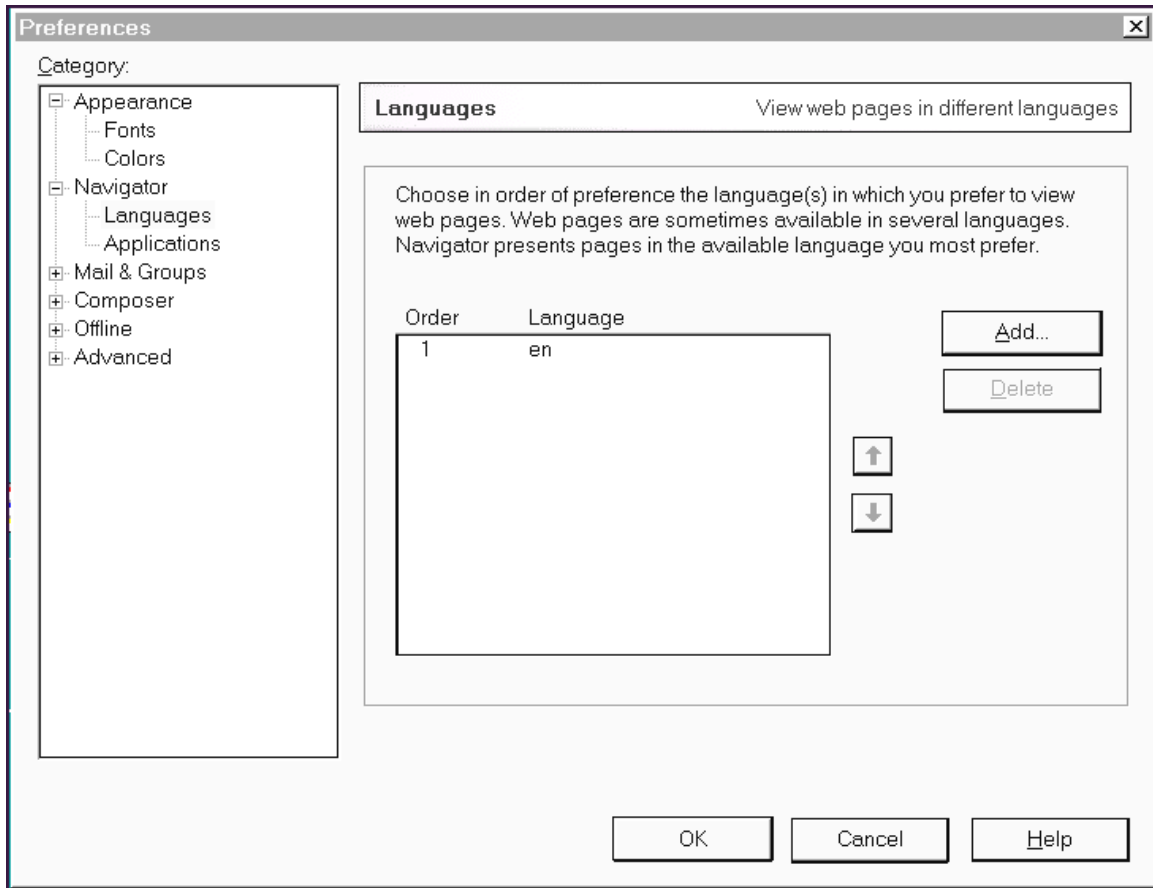 Preferences
Category:
Appearance
Fonts
Colors
Navigator
Languages
Applications
Mail & Groups
Composer
Offline
Advanced
Languages View web pages in different languages
Choose in order of preference the language(s) in which you prefer to view
web pages. Web pages are sometimes available in several languages.
Navigator presents pages in the available language you most prefer.
Order Language
1 en
Add...
Delete
OK Cancel Help